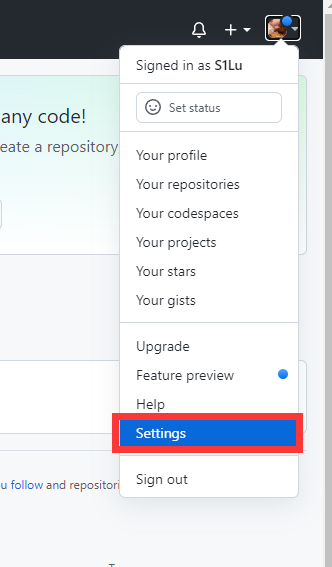 Signed in as S1Lu
any code!
Set status
eate a repository,
Your profile
Your repositories
Your codespaces
Your projects
Your stars
Your gists
Upgrade
Feature preview
Help
Settings
Sign out
u follow and repositori